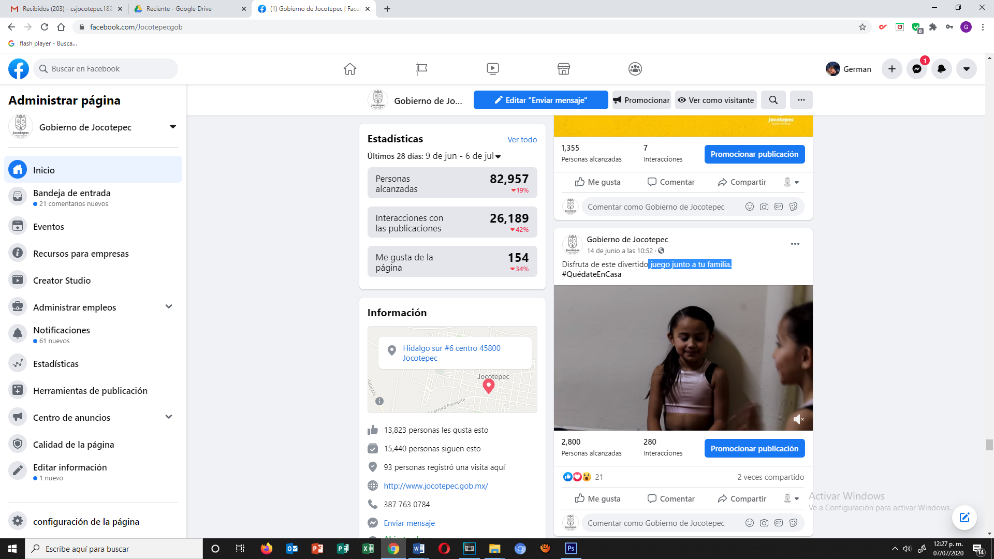 Recibidos (203) - csjocotepec18
Reciente - Google Drive
(1) Gobierno de Jocotepec | Fac
facebook.com/Jocotepecgob
flash player - Busca...
Buscar en Facebook
German
1
Administrar página
Gobierno de Jocotepec
Inicio
Bandeja de entrada
21 comentarios nuevos
Eventos
Recursos para empresas
Creator Studio
Administrar empleos
Notificaciones
61 nuevos
Estadísticas
Herramientas de publicación
Centro de anuncios
Calidad de la página
Editar información
1 nuevo
configuración de la página
Gobierno de Jo...
Editar "Enviar mensaje"
Promocionar
Ver como visitante
Estadísticas
Ver todo
Últimos 28 días: 9 de jun - 6 de jul
Personas alcanzadas
82,957
19%
Interacciones con las publicaciones
26,189
42%
Me gusta de la página
154
34%
Información
Hidalgo sur #6 centro 45800
Jocotepec
Jocotepec
13,823 personas les gusta esto
15,440 personas siguen esto
93 personas registró una visita aquí
http://www.jocotepec.gob.mx/
387 763 0784
Enviar mensaje
Jocotepec
1,355
Personas alcanzadas
7
Interacciones
Promocionar publicación
Me gusta
Comentar
Compartir
Comentar como Gobierno de Jocotepec
Gobierno de Jocotepec
14 de junio a las 10:52
Disfruta de este divertido juego junto a tu familia.
#QuédateEnCasa
2,800
Personas alcanzadas
280
Interacciones
Promocionar publicación
21
2 veces compartido
Me gusta
Comentar
Compartir
Comentar como Gobierno de Jocotepec
Activar Windows
Ve a Configuración para activar Windows.
Escribe aquí para buscar
12:27 p. m.
07/07/2020
14